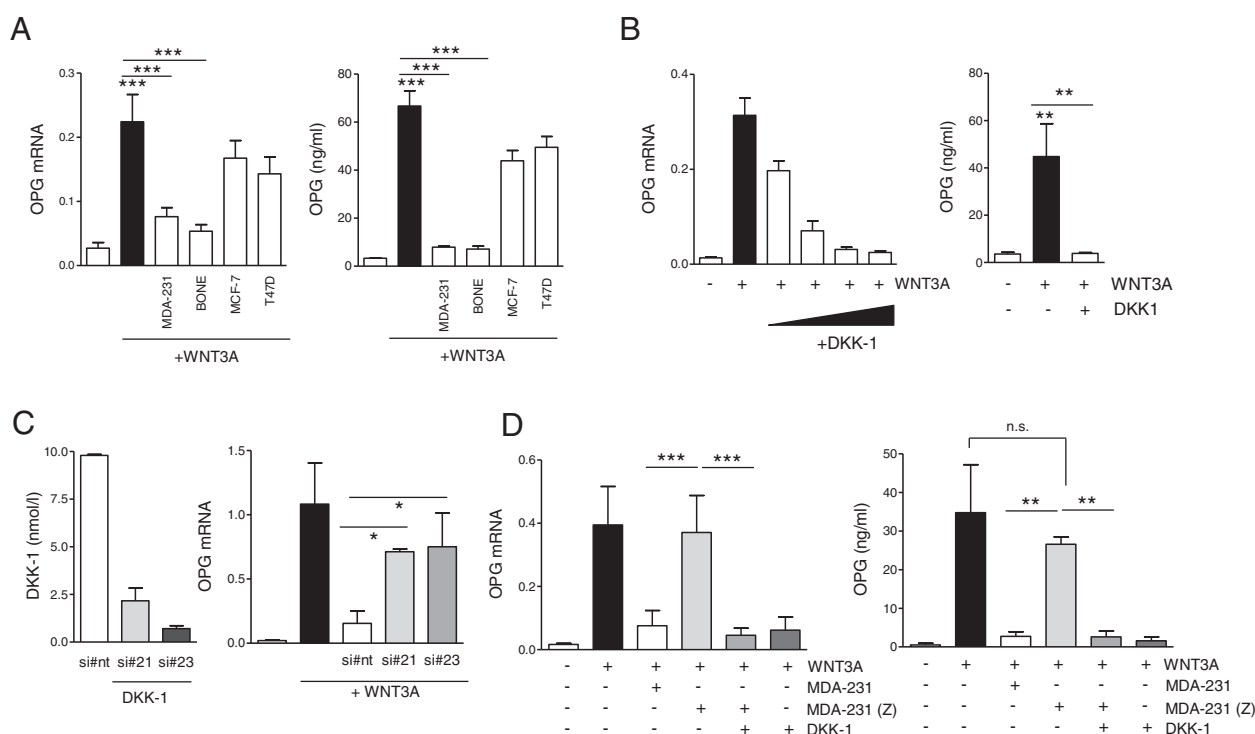 A
***
***
***
0.3
0.2
0.1
0.0
OPG mRNA
MDA-231
BONE
MCF-7
T47D
+WNT3A
***
***
***
80
60
40
20
0
OPG (ng/ml)
MDA-231
BONE
MCF-7
T47D
+WNT3A
B
0.4
0.2
0.0
OPG mRNA
- + + + + + WNT3A
+DKK-1
80
60
40
20
0
OPG (ng/ml)
**
**
- + + WNT3A
- - + DKK1
C
10.0
7.5
5.0
2.5
0.0
DKK-1 (nmol/l)
si#nt si#21 si#23
DKK-1
1.5
1.0
0.5
0.0
OPG mRNA
*
*
si#nt si#21 si#23
+ WNT3A
D
0.6
0.4
0.2
0.0
OPG mRNA
*** ***
- + + + + + WNT3A
- - + - - - MDA-231
- - - + + - MDA-231 (Z)
- - - - + + DKK-1
n.s.
50
40
30
20
10
0
OPG (ng/ml)
** **
- + + + + + WNT3A
- - + - - - MDA-231
- - - + + - MDA-231 (Z)
- - - - + + DKK-1